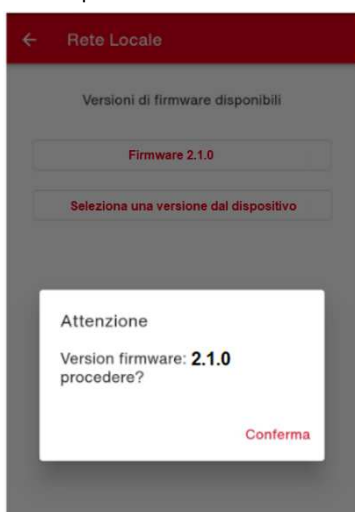 Rete Locale
Versioni di firmware disponibili
Firmware 2.1.0
Seleziona una versione dal dispositivo
Attenzione
Version firmware: 2.1.0
procedere?
Conferma